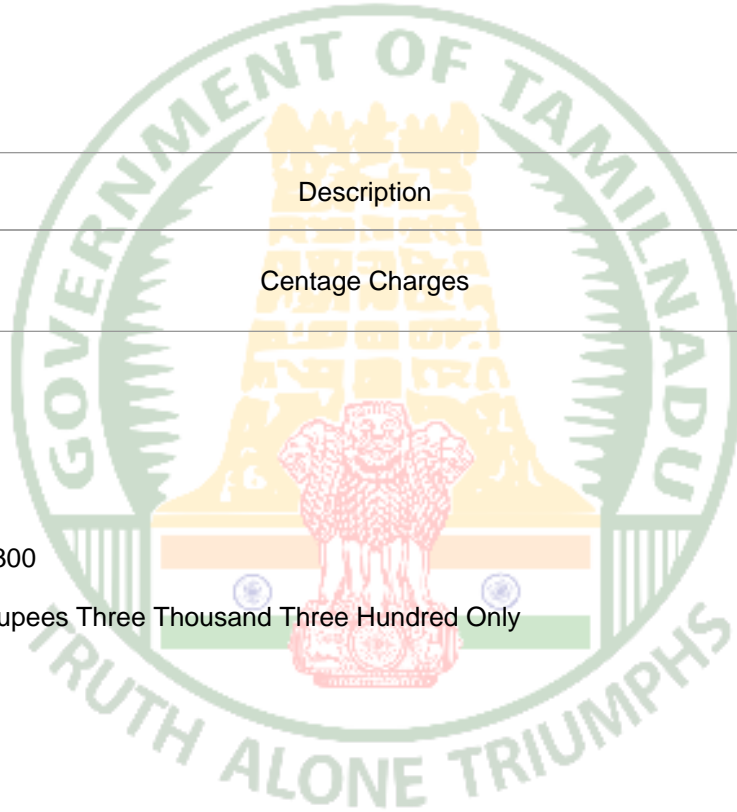 GOVERNMENT OF TAMILNADU
Description
Centage Charges
300
upees Three Thousand Three Hundred Only
TRUTH ALONE TRIUMPHS